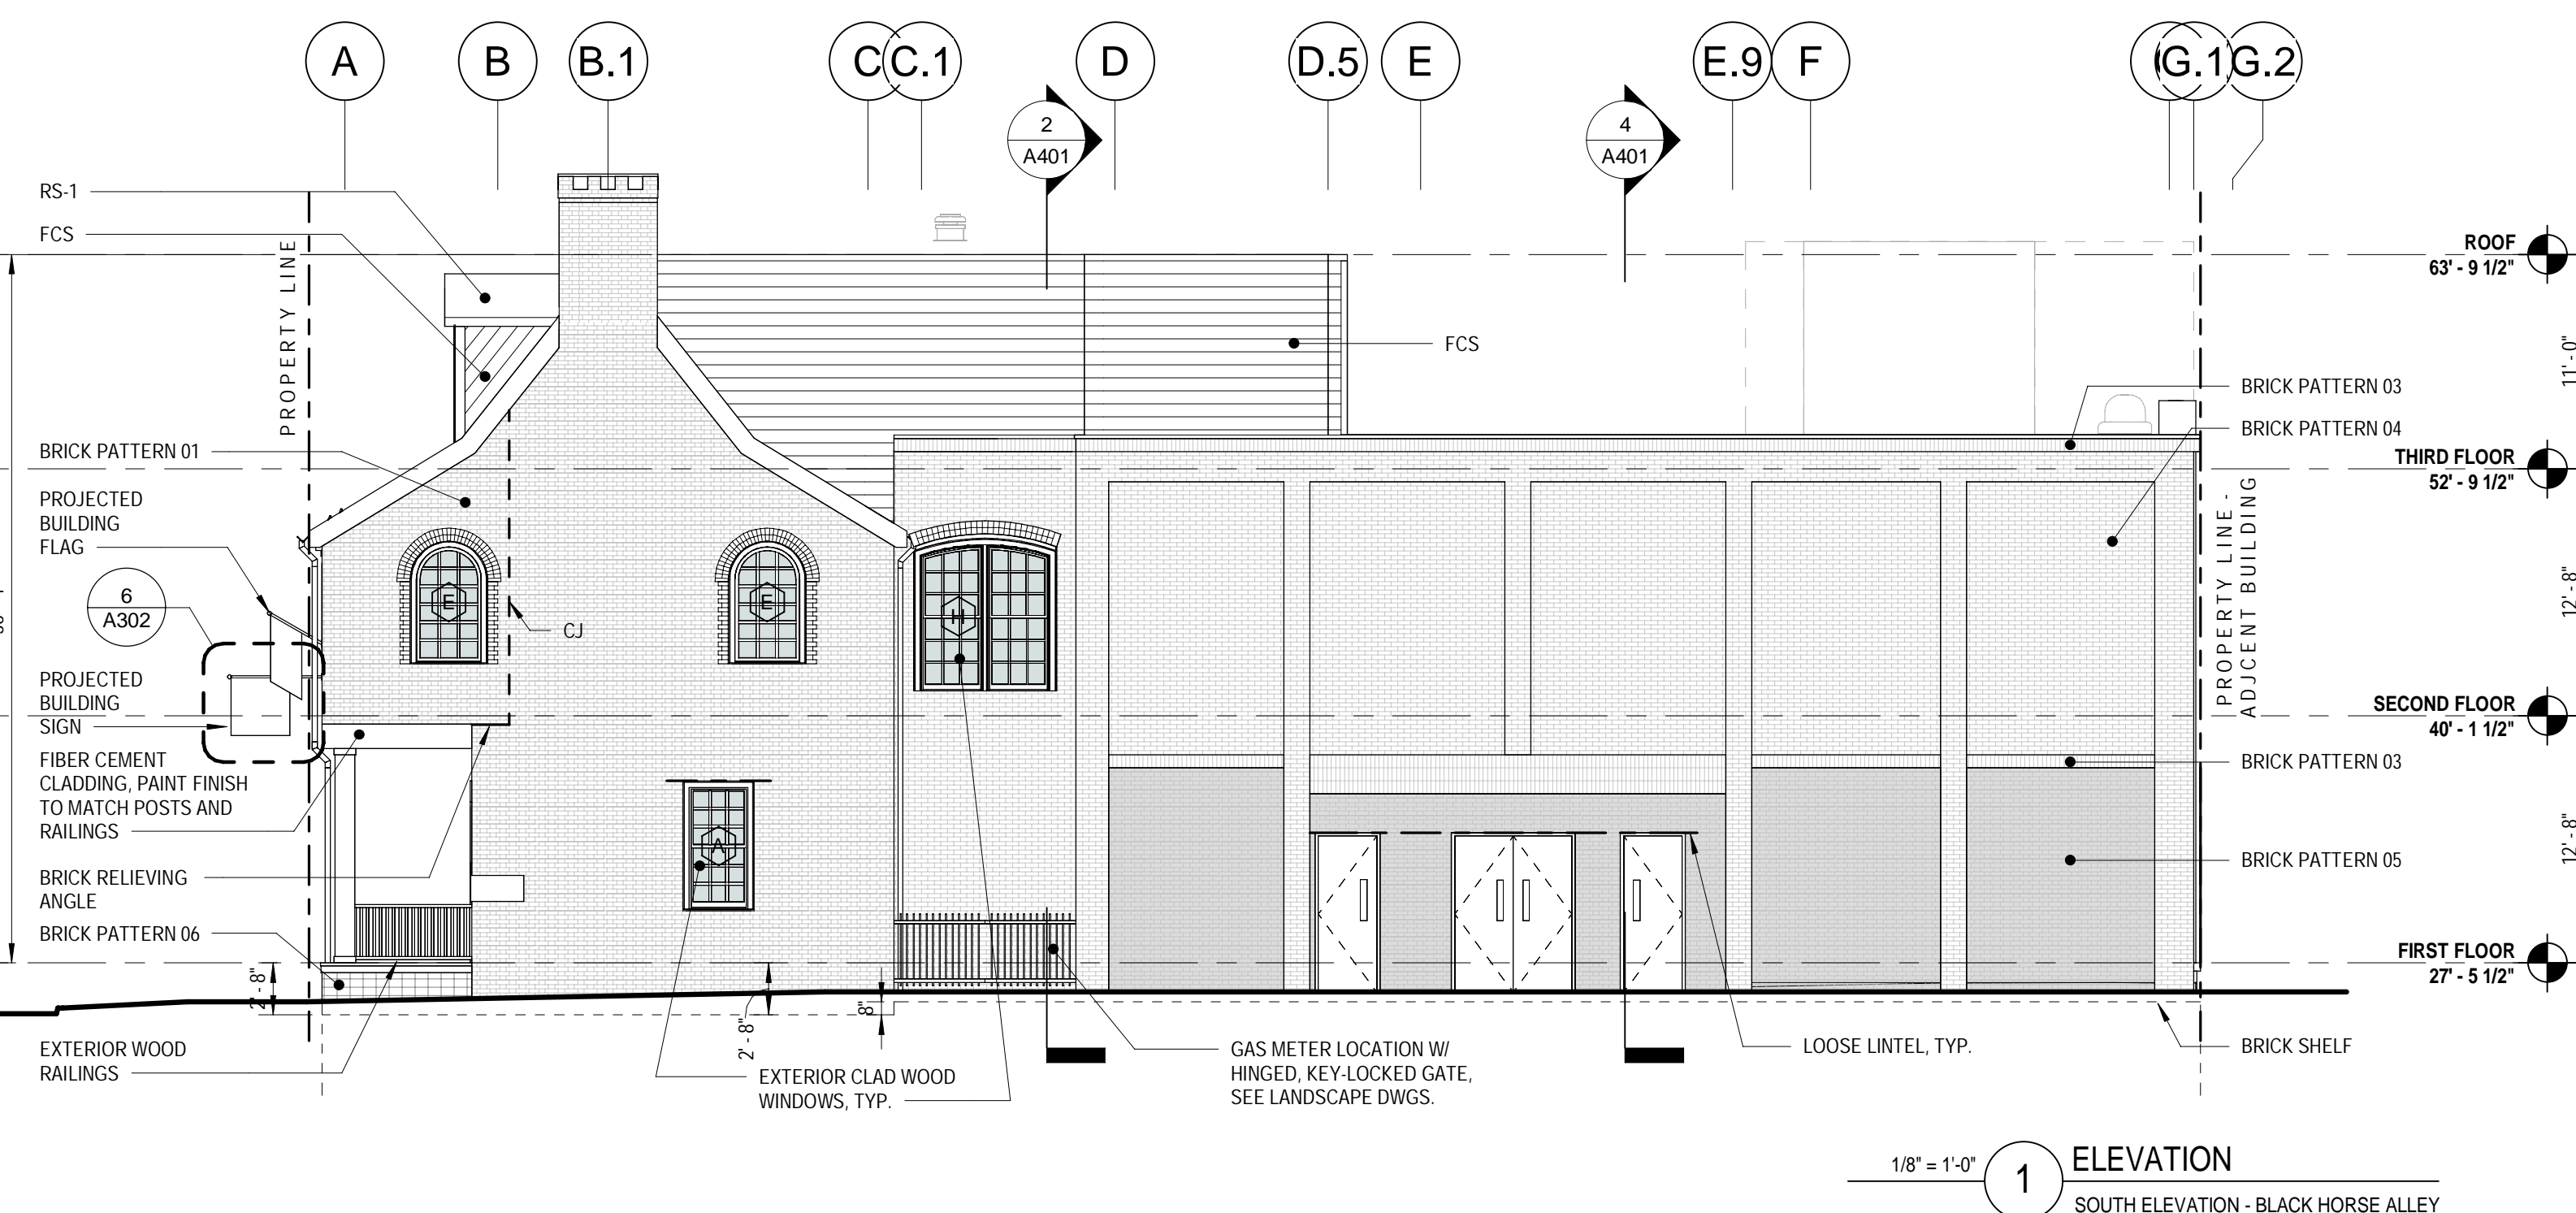 A
B
B.1
C
C.1
D
D.5
E
E.9
F
G.1
G.2
2
A401
4
A401
RS-1
FCS
PROPERTY LINE
BRICK PATTERN 01
PROJECTED
BUILDING
FLAG
6
A302
PROJECTED
BUILDING
SIGN
FIBER CEMENT
CLADDING, PAINT FINISH
TO MATCH POSTS AND
RAILINGS
BRICK RELIEVING
ANGLE
BRICK PATTERN 06
EXTERIOR WOOD
RAILINGS
2' - 8"
E
E
H
A
CJ
2' - 8"
8"
EXTERIOR CLAD WOOD
WINDOWS, TYP.
GAS METER LOCATION W/
HINGED, KEY-LOCKED GATE,
SEE LANDSCAPE DWGS.
FCS
LOOSE LINTEL, TYP.
BRICK PATTERN 03
BRICK PATTERN 04
PROPERTY LINE -
ADJCENT BUILDING
BRICK PATTERN 03
BRICK PATTERN 05
BRICK SHELF
ROOF
63' - 9 1/2"
11' - 0"
THIRD FLOOR
52' - 9 1/2"
12' - 8"
SECOND FLOOR
40' - 1 1/2"
12' - 8"
FIRST FLOOR
27' - 5 1/2"
1/8" = 1'-0"
1
ELEVATION
SOUTH ELEVATION - BLACK HORSE ALLEY